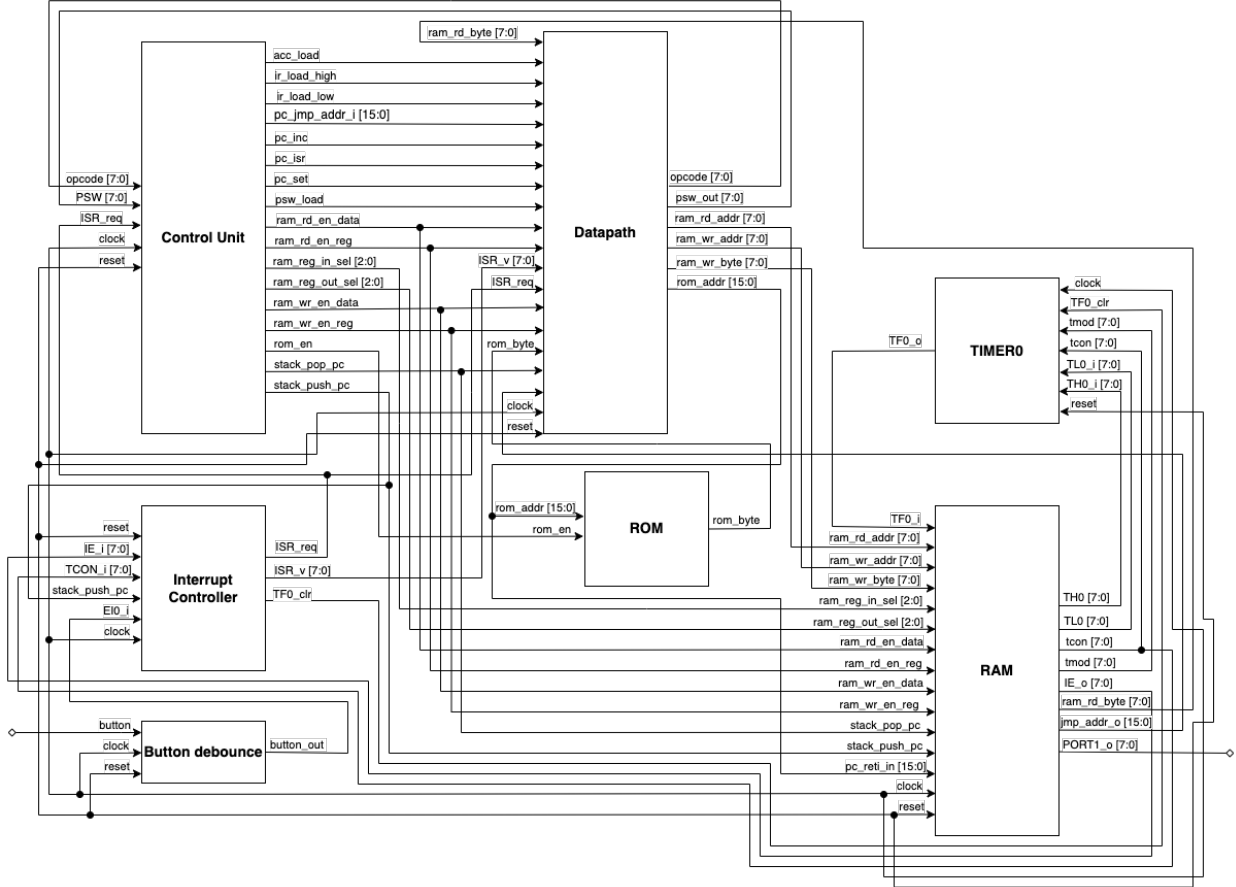 ram_rd_byte [7:0]
acc_load
ir_load_high
ir_load_low
pc_jmp_addr_i [15:0]
pc_inc
pc_isr
pc_set
psw_load
ram_rd_en_data
ram_rd_en_reg
ram_reg_in_sel [2:0]
ram_reg_out_sel [2:0]
ram_wr_en_data
ram_wr_en_reg
rom_en
stack_pop_pc
stack_push_pc
opcode [7:0]
PSW [7:0]
ISR_req
clock
reset
Control Unit
ISR_v [7:0]
ISR_req
rom_byte
clock
reset
Datapath
opcode [7:0]
psw_out [7:0]
ram_rd_addr [7:0]
ram_wr_addr [7:0]
ram_wr_byte [7:0]
rom_addr [15:0]
TF0_o
TIMER0
clock
TF0_clr
tmod [7:0]
tcon [7:0]
TL0_i [7:0]
TH0_i [7:0]
reset
reset
IE_i [7:0]
TCON_i [7:0]
stack_push_pc
EI0_i
clock
Interrupt
Controller
ISR_req
ISR_v [7:0]
TF0_clr
rom_addr [15:0]
rom_en
ROM
rom_byte
button
clock
reset
Button debounce
button_out
TF0_i
ram_rd_addr [7:0]
ram_wr_addr [7:0]
ram_wr_byte [7:0]
ram_reg_in_sel [2:0]
ram_reg_out_sel [2:0]
ram_rd_en_data
ram_rd_en_reg
ram_wr_en_data
ram_wr_en_reg
stack_pop_pc
stack_push_pc
pc_reti_in [15:0]
clock
reset
RAM
TH0 [7:0]
TL0 [7:0]
tcon [7:0]
tmod [7:0]
IE_o [7:0]
ram_rd_byte [7:0]
jmp_addr_o [15:0]
PORT1_o [7:0]